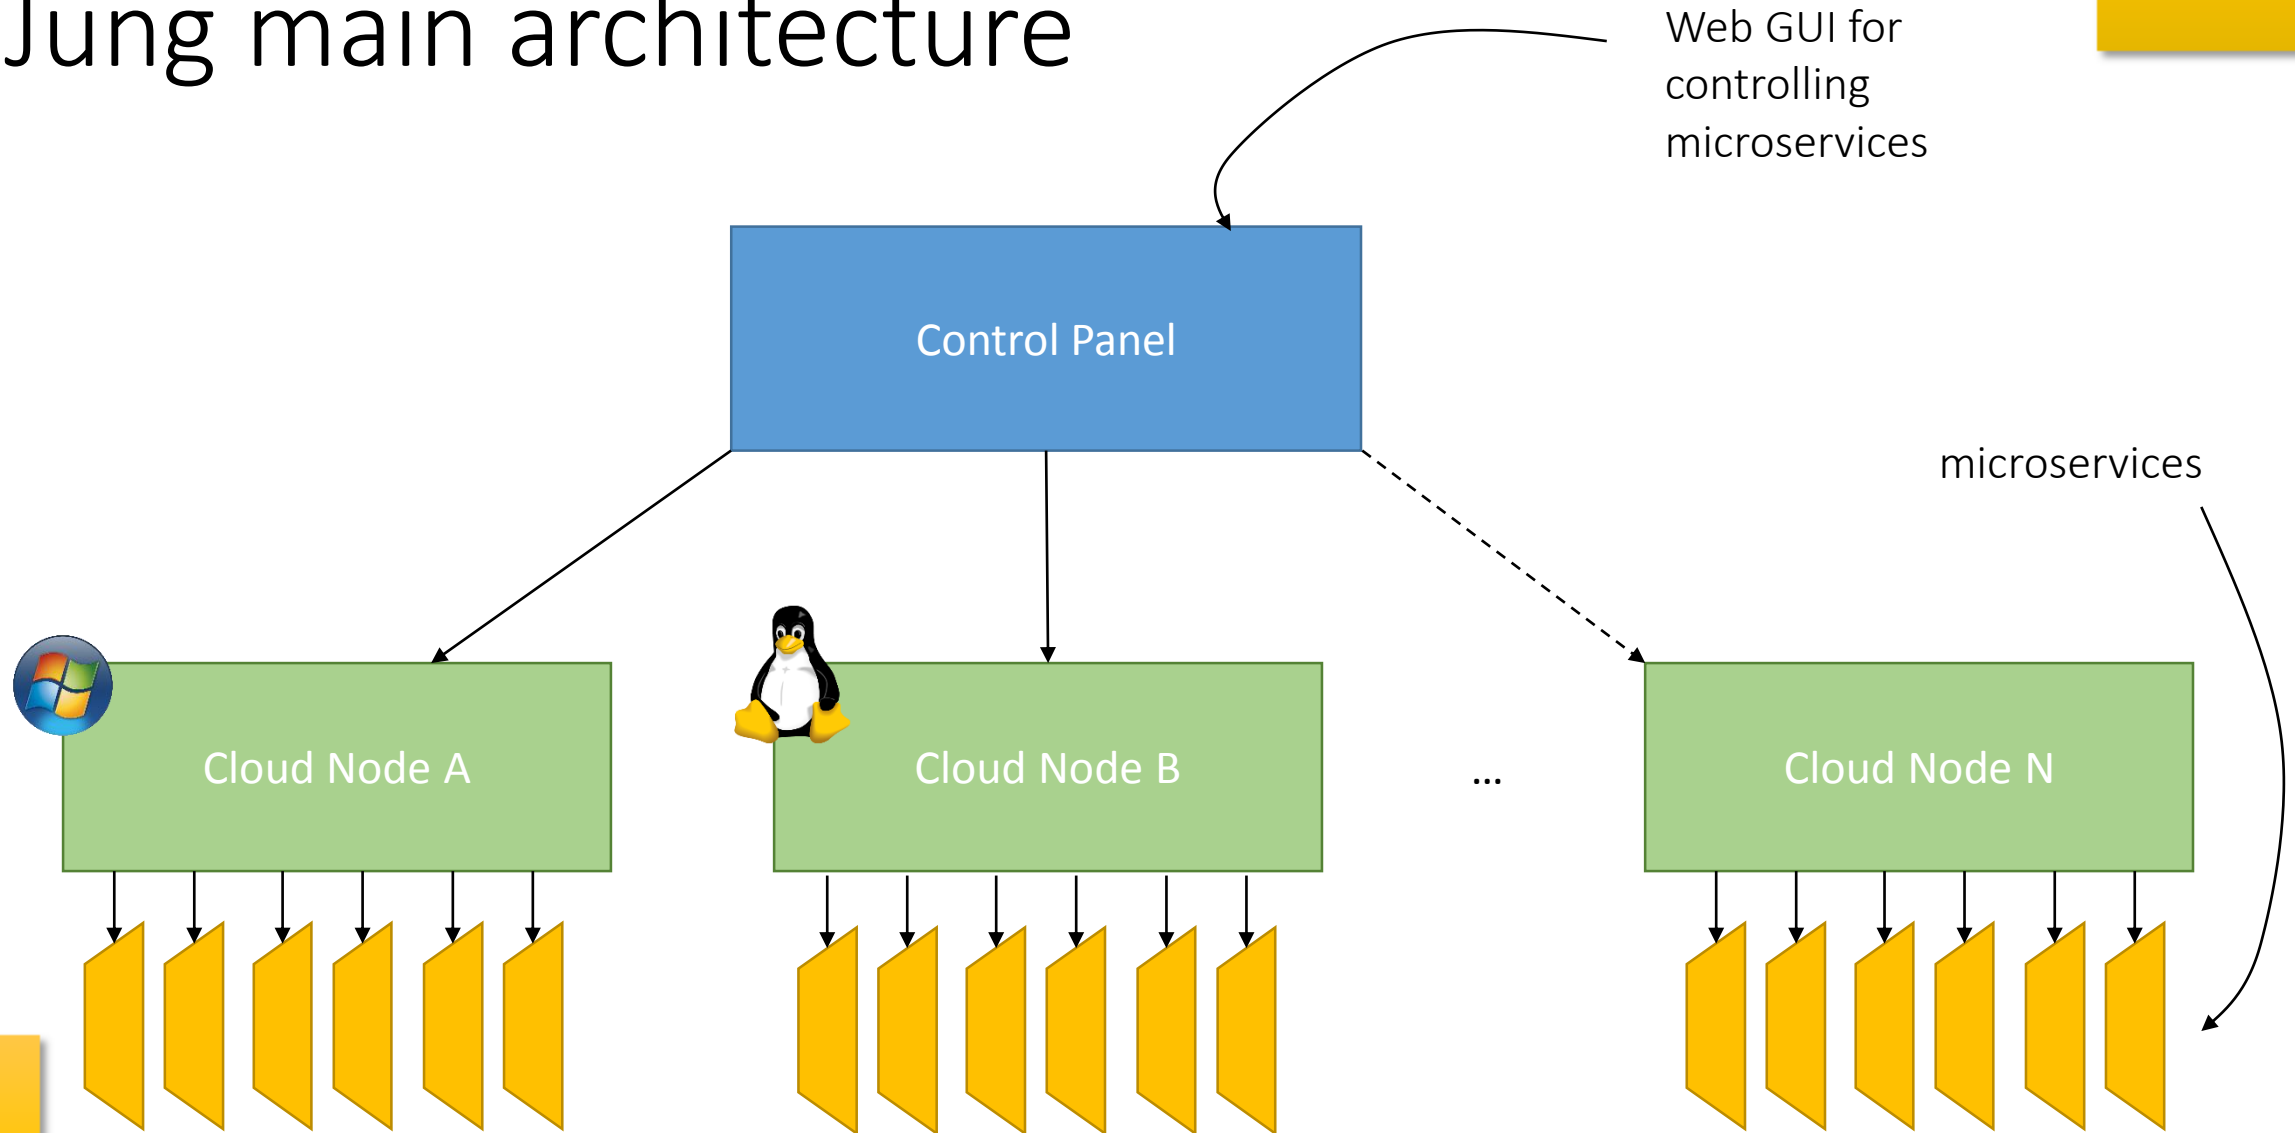 Jung main architecture
Web GUI for
controlling
microservices
Control Panel
microservices
Cloud Node A
Cloud Node B
...
Cloud Node N